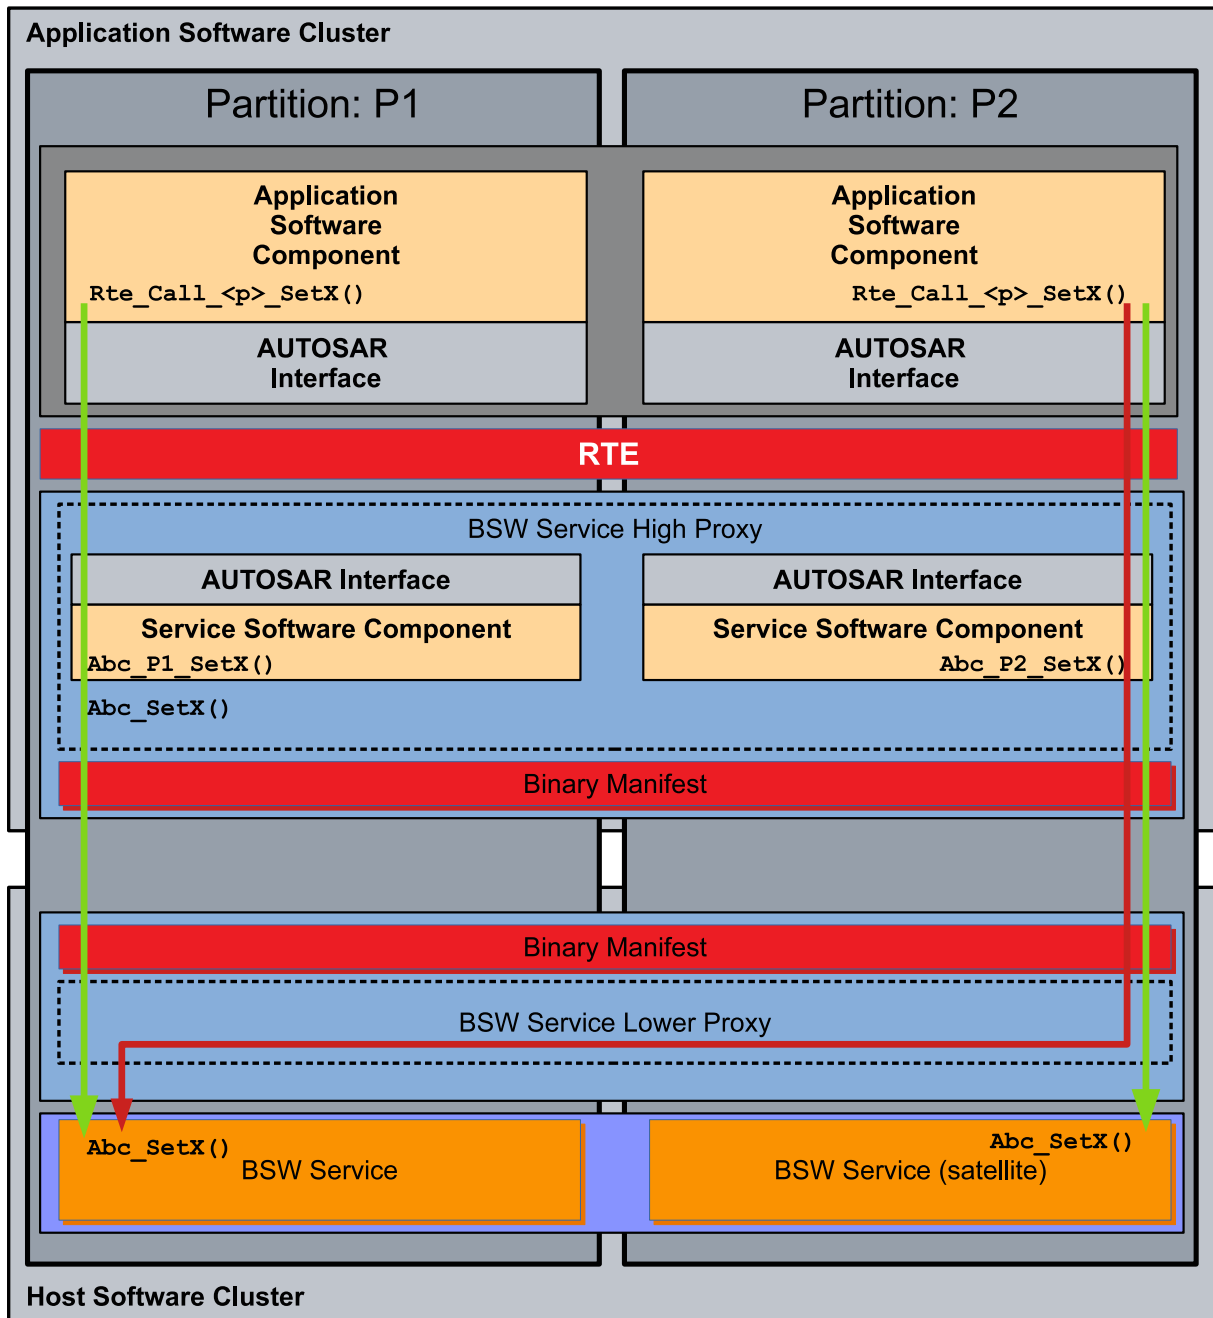 Application Software Cluster
Partition: P1
Partition: P2
Application
Software
Component
Rte_Call_<p>_SetX()
AUTOSAR
Interface
Application
Software
Component
Rte_Call_<p>_SetX()
AUTOSAR
Interface
RTE
BSW Service High Proxy
AUTOSAR Interface
Service Software Component
Abc_P1_SetX()
Abc_SetX()
AUTOSAR Interface
Service Software Component
Abc_P2_SetX()
Binary Manifest
Binary Manifest
BSW Service Lower Proxy
Abc_SetX()
BSW Service
Abc_SetX()
BSW Service (satellite)
Host Software Cluster